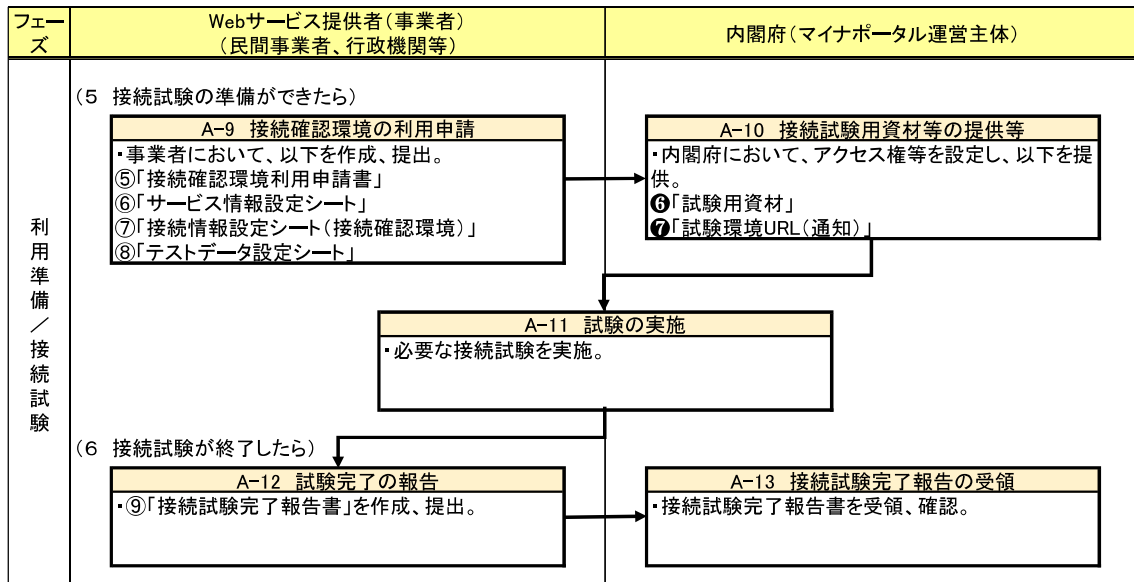 フェーズ
Webサービス提供者(事業者)
(民間事業者、行政機関等)
内閣府(マイナポータル運営主体)
利用準備／接続試験
(5 接続試験の準備ができたら)
A-9 接続確認環境の利用申請
・事業者において、以下を作成、提出。
⑤「接続確認環境利用申請書」
⑥「サービス情報設定シート」
⑦「接続情報設定シート(接続確認環境)」
⑧「テストデータ設定シート」
A-10 接続試験用資材等の提供等
・内閣府において、アクセス権等を設定し、以下を提
供。
❻「試験用資材」
❼「試験環境URL(通知)」
A-11 試験の実施
・必要な接続試験を実施。
(6 接続試験が終了したら)
A-12 試験完了の報告
・⑨「接続試験完了報告書」を作成、提出。
A-13 接続試験完了報告の受領
・接続試験完了報告書を受領、確認。